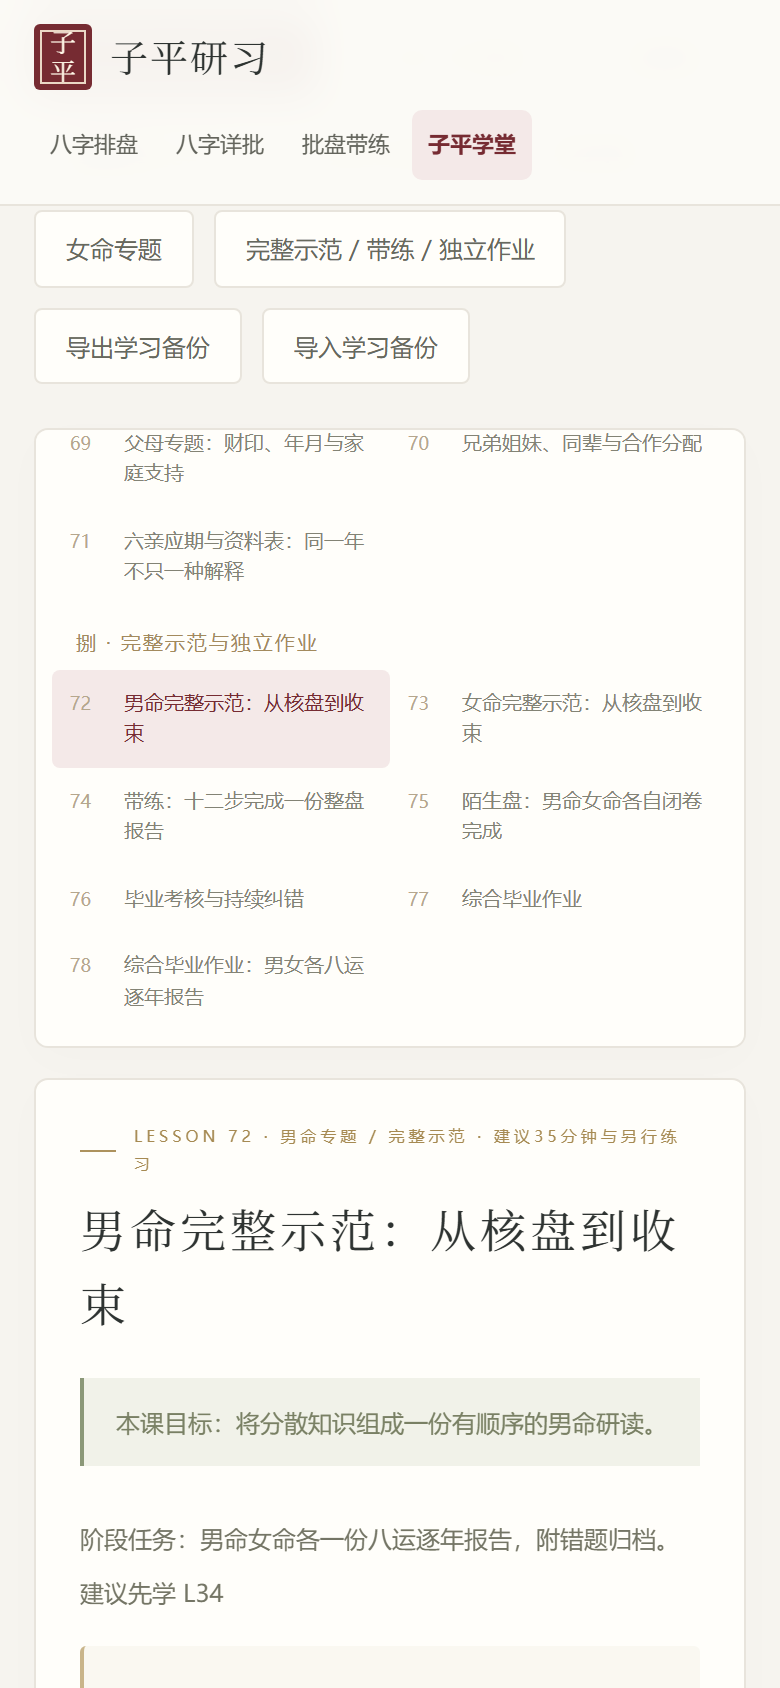 子平
子平研习
八字排盘 八字详批 批盘带练 子平学堂
女命专题 完整示范 / 带练 / 独立作业
导出学习备份 导入学习备份
69 父母专题：财印、年月与家庭支持
70 兄弟姐妹、同辈与合作分配
71 六亲应期与资料表：同一年不只一种解释
捌 · 完整示范与独立作业
72 男命完整示范：从核盘到收束
73 女命完整示范：从核盘到收束
74 带练：十二步完成一份整盘报告
75 陌生盘：男命女命各自闭卷完成
76 毕业考核与持续纠错
77 综合毕业作业
78 综合毕业作业：男女各八运逐年报告
LESSON 72 · 男命专题 / 完整示范 · 建议35分钟与另行练
习
男命完整示范：从核盘到收
束
本课目标：将分散知识组成一份有顺序的男命研读。
阶段任务：男命女命各一份八运逐年报告，附错题归档。
建议先学 L34